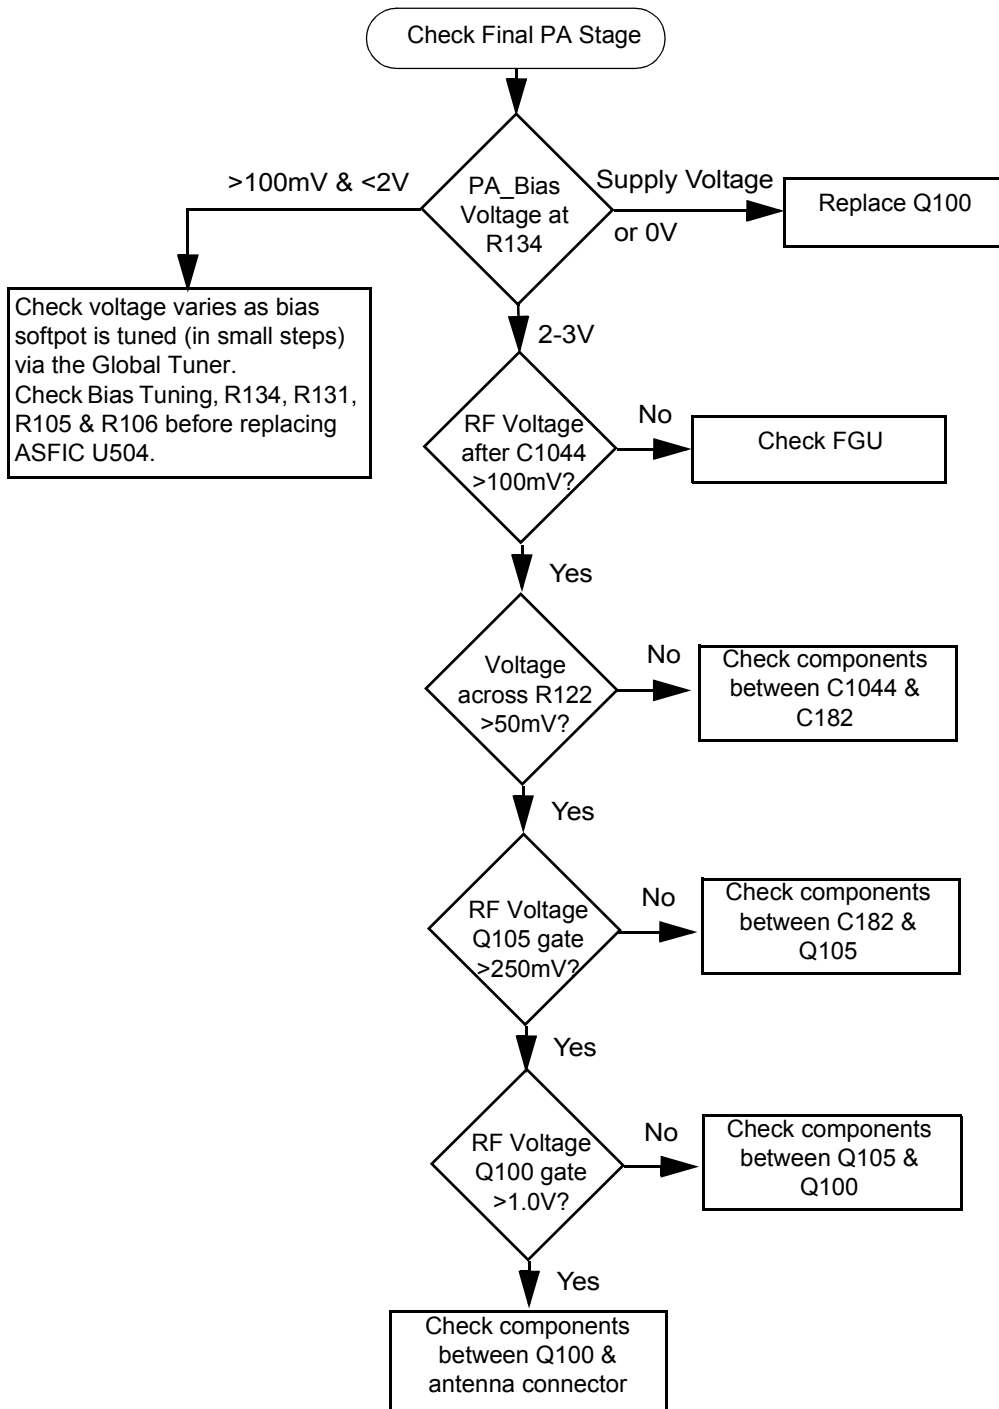 Check Final PA Stage
>100mV & <2V
PA_Bias
Voltage at
R134
Supply Voltage
or 0V
Replace Q100
Check voltage varies as bias
softpot is tuned (in small steps)
via the Global Tuner.
Check Bias Tuning, R134, R131,
R105 & R106 before replacing
ASFIC U504.
2-3V
RF Voltage
after C1044
>100mV?
No
Check FGU
Yes
Voltage
across R122
>50mV?
No
Check components
between C1044 &
C182
Yes
RF Voltage
Q105 gate
>250mV?
No
Check components
between C182 &
Q105
Yes
RF Voltage
Q100 gate
>1.0V?
No
Check components
between Q105 &
Q100
Yes
Check components
between Q100 &
antenna connector